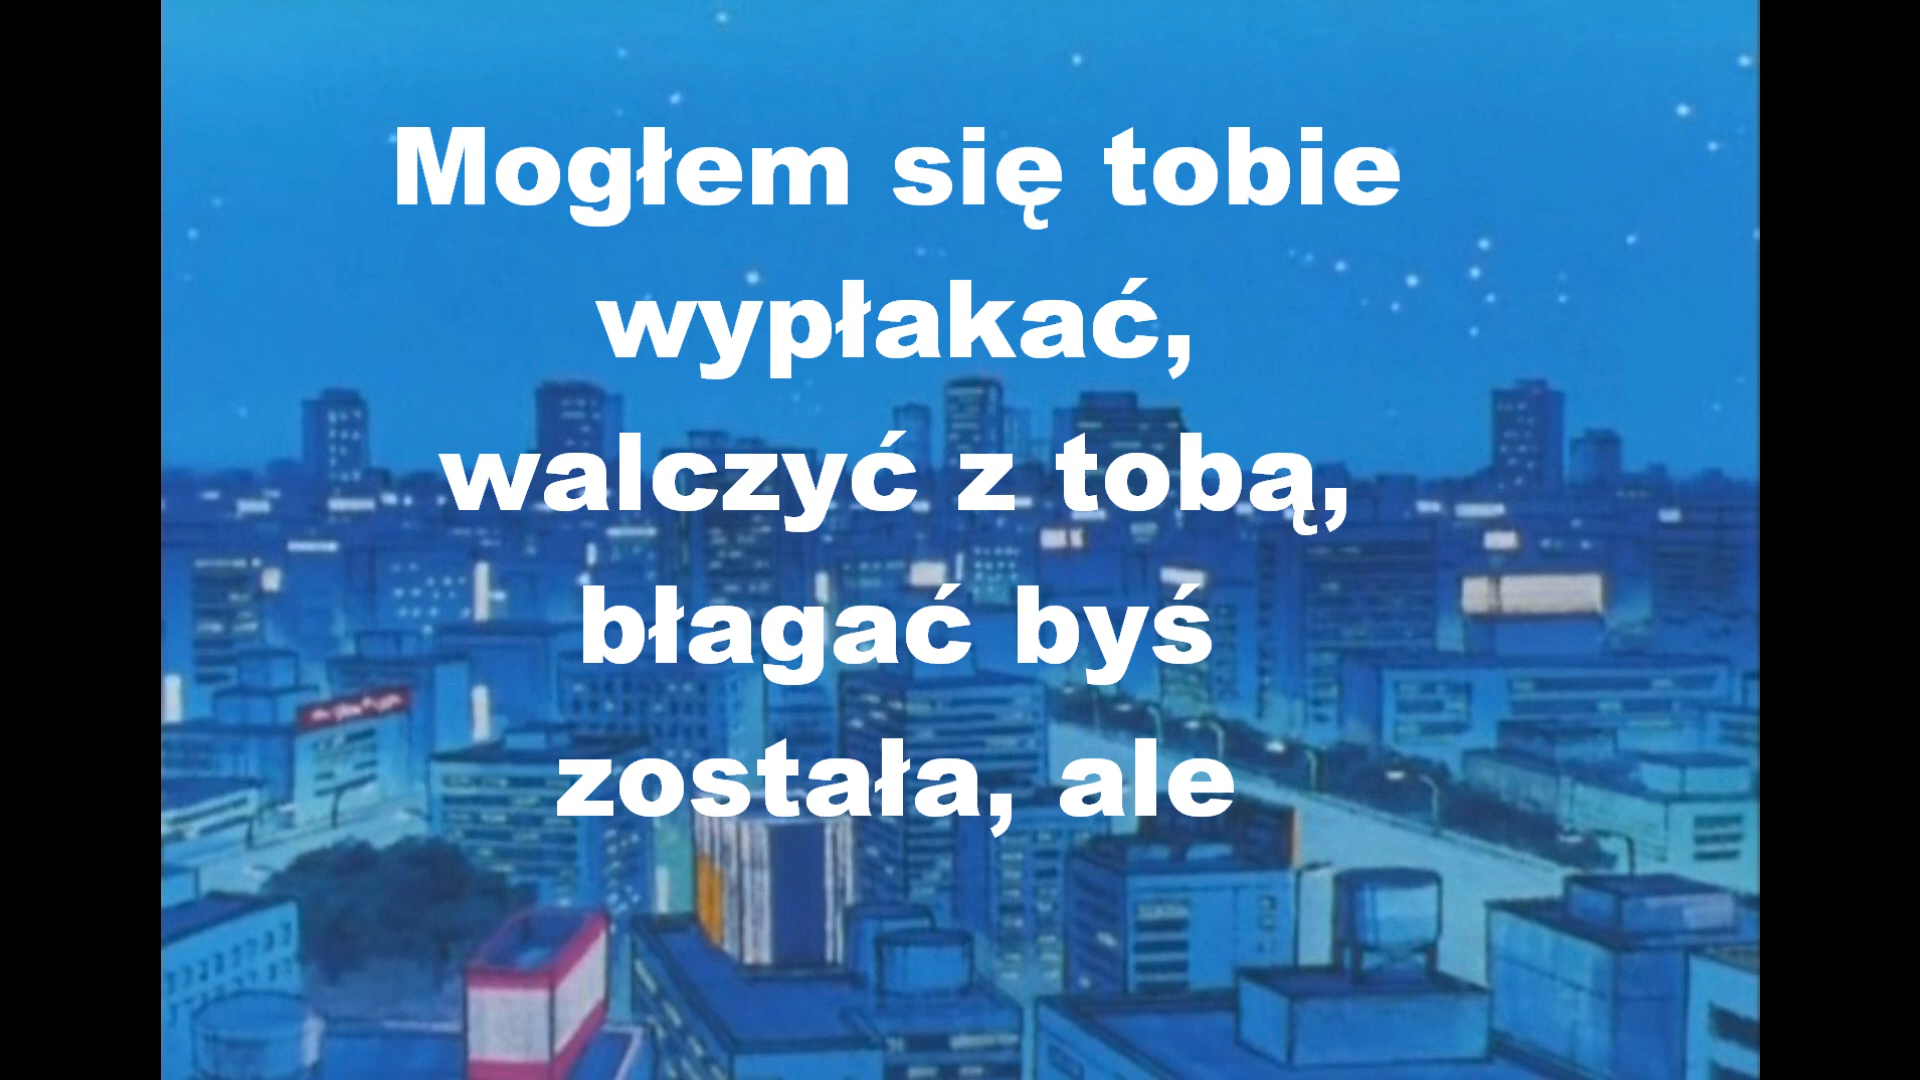 Mogłem się tobie
wypłakać,
walczyć z tobą,
błagać byś
została, ale